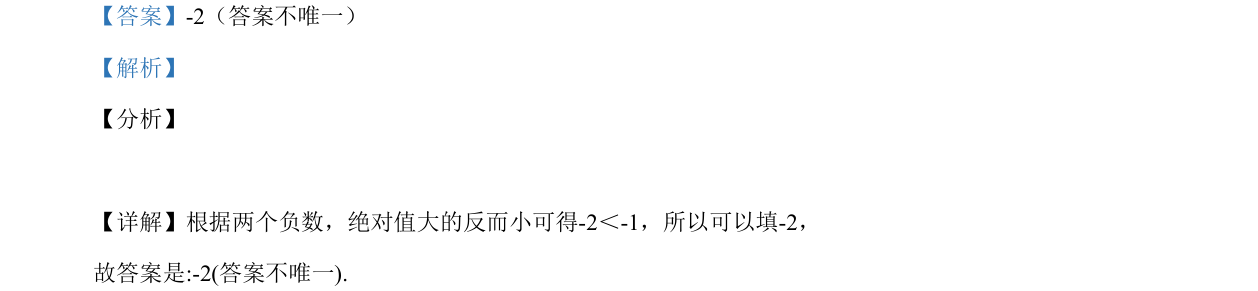 【答案】-2（答案不唯一）
【解析】
【分析】
【详解】根据两个负数，绝对值大的反而小可得-2＜-1，所以可以填-2，
故答案是:-2(答案不唯一).